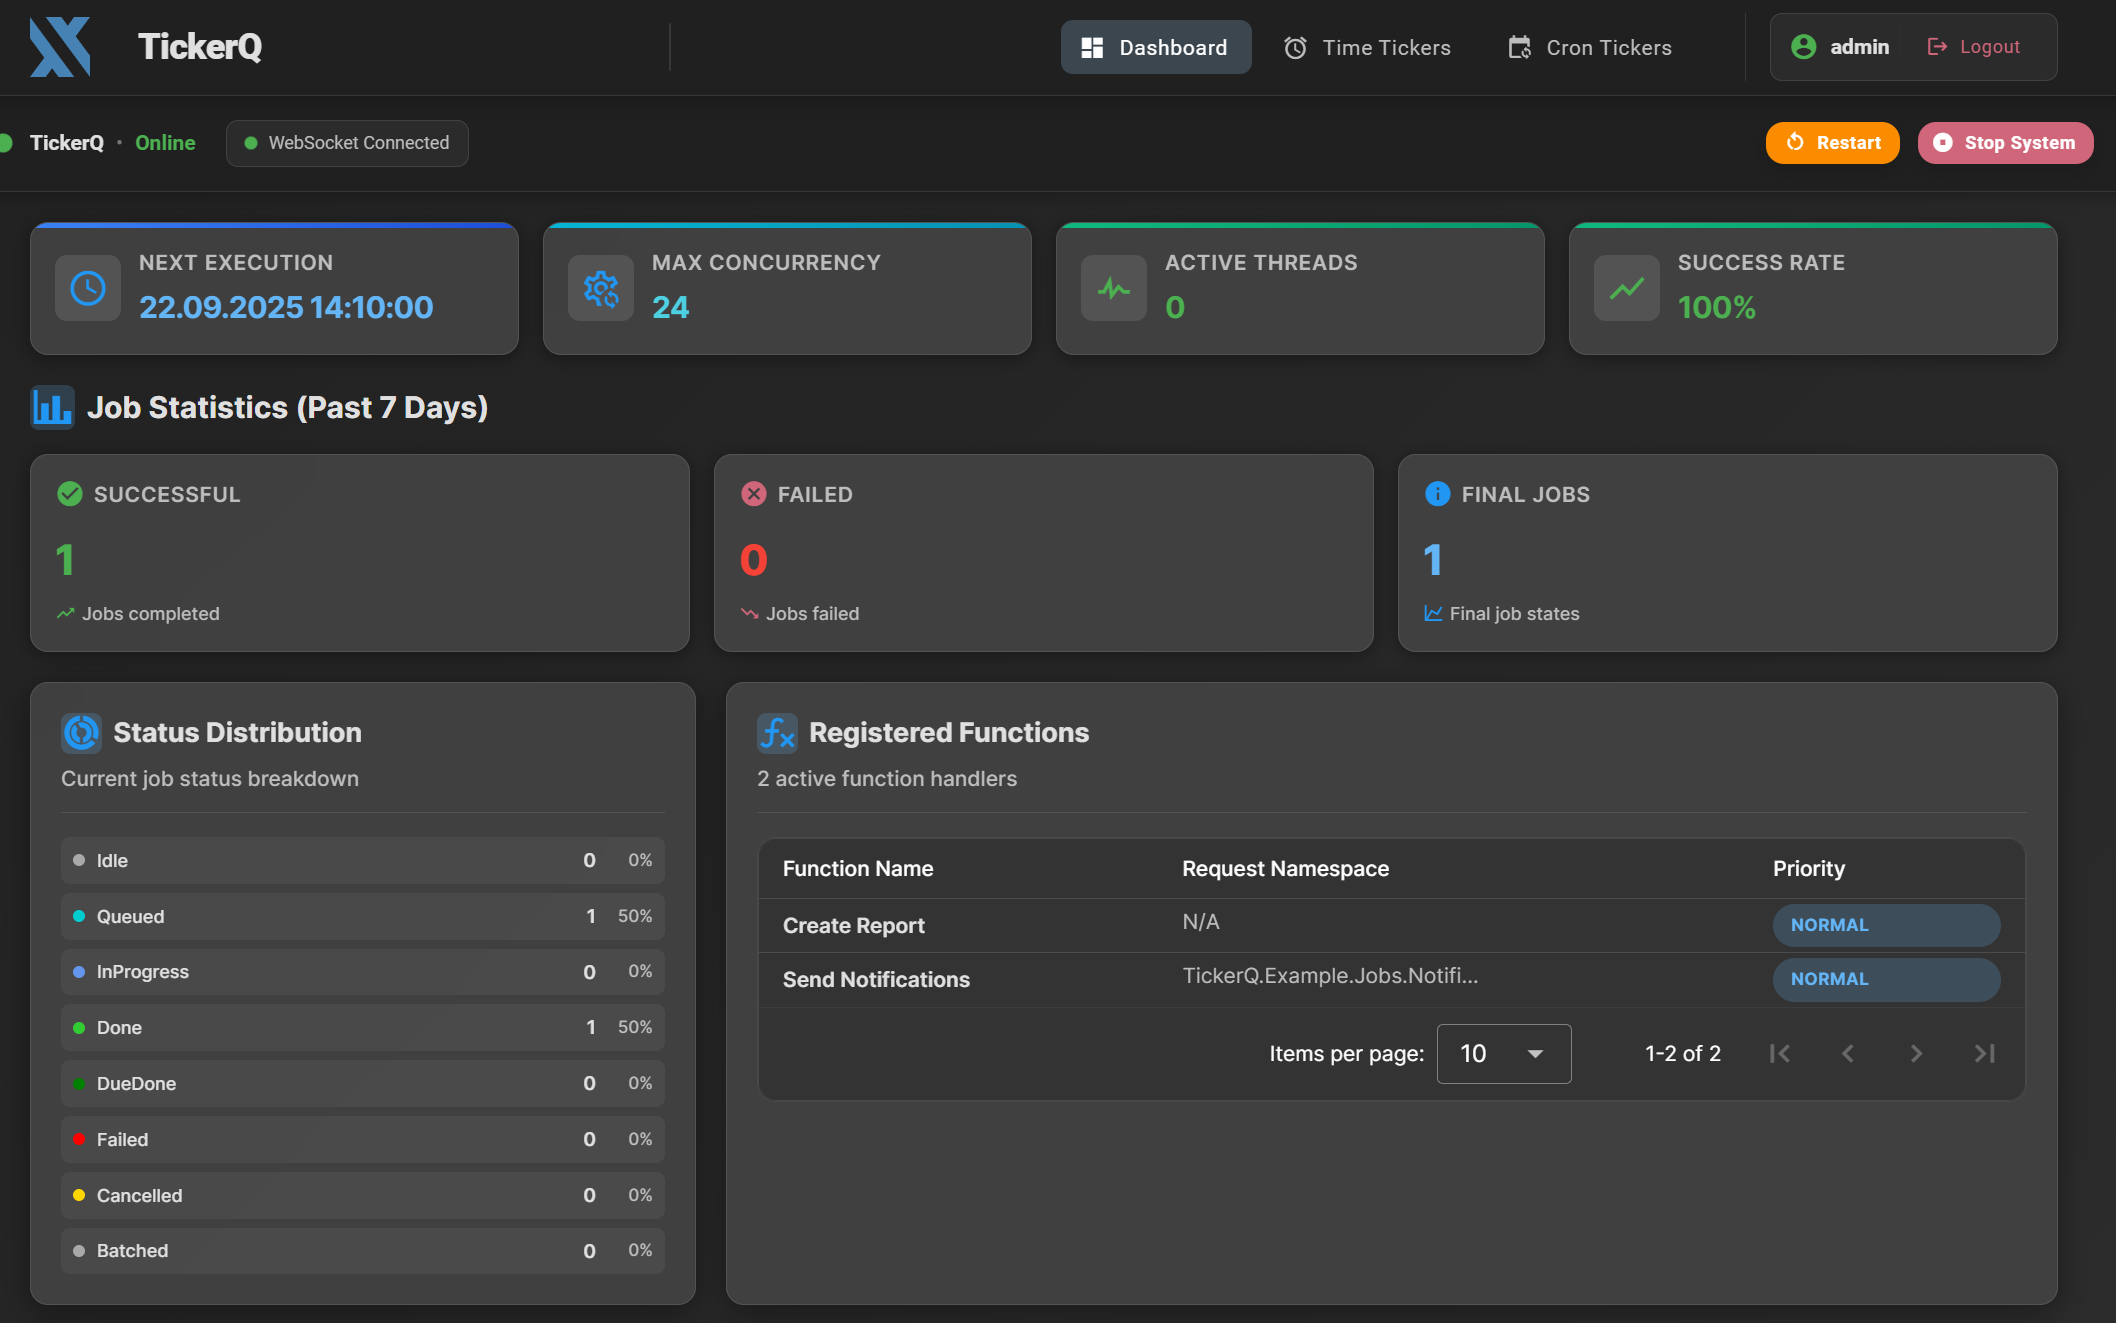 TickerQ
Dashboard
Time Tickers
Cron Tickers
admin
Logout
TickerQ • Online
WebSocket Connected
Restart
Stop System
NEXT EXECUTION
22.09.2025 14:10:00
MAX CONCURRENCY
24
ACTIVE THREADS
0
SUCCESS RATE
100%
Job Statistics (Past 7 Days)
SUCCESSFUL
1
Jobs completed
FAILED
0
Jobs failed
FINAL JOBS
1
Final job states
Status Distribution
Current job status breakdown
Idle 0 0%
Queued 1 50%
InProgress 0 0%
Done 1 50%
DueDone 0 0%
Failed 0 0%
Cancelled 0 0%
Batched 0 0%
Registered Functions
2 active function handlers
Function Name Request Namespace Priority
Create Report N/A NORMAL
Send Notifications TickerQ.Example.Jobs.Notifi... NORMAL
Items per page: 10 1-2 of 2